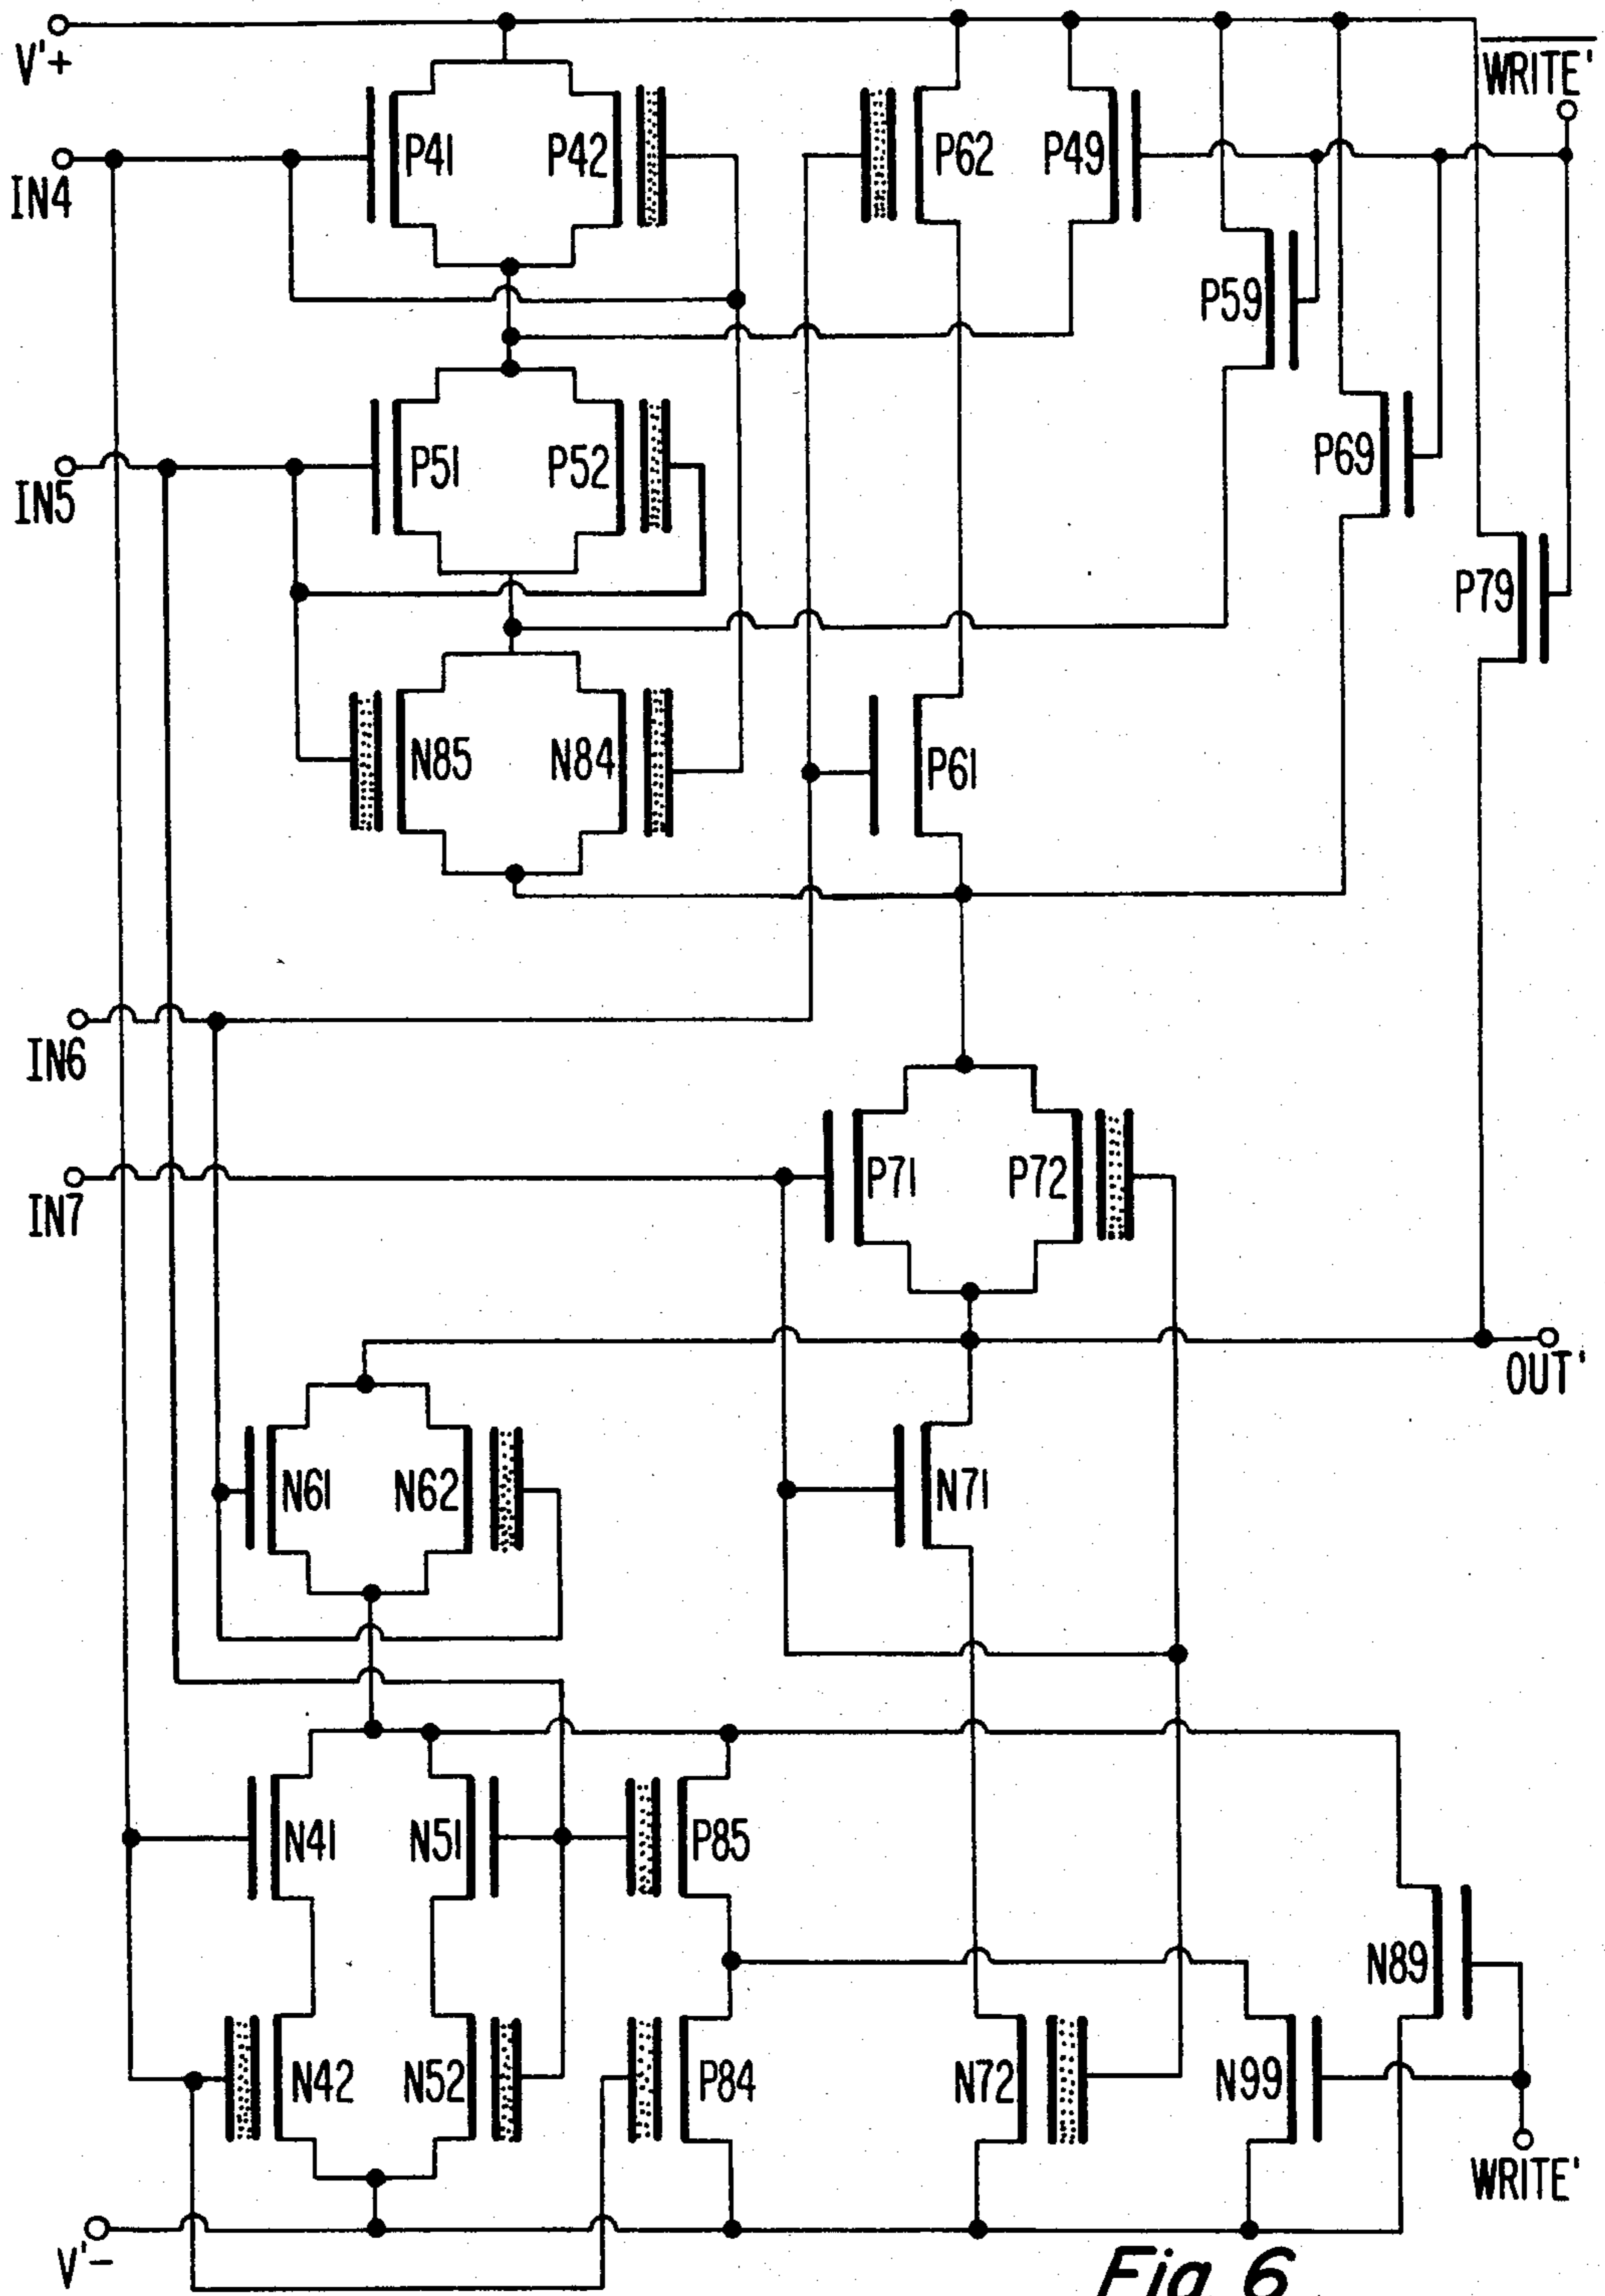 V'+
WRITE'
IN4
P41
P42
P62
P49
P59
IN5
P51
P52
P69
P79
N85
N84
P61
IN6
IN7
P71
P72
OUT'
N61
N62
N71
N41
N51
P85
N89
N42
N52
P84
N72
N99
WRITE'
V'-
Fig 6